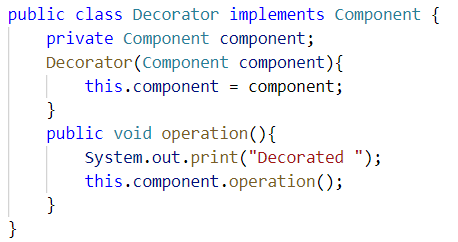 public class Decorator implements Component {
    private Component component;
    Decorator(Component component){
        this.component = component;
    }
    public void operation(){
        System.out.print("Decorated ");
        this.component.operation();
    }
}